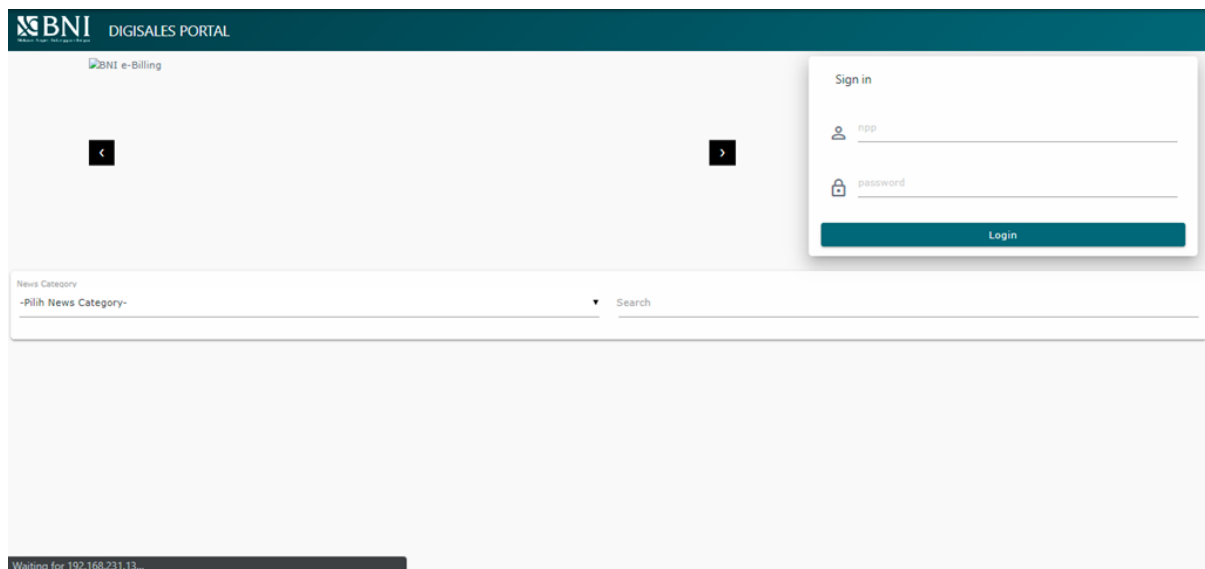 BNI DIGISALES PORTAL
BNI e-Billing
Sign in
npp
password
Login
News Category
-Pilih News Category-
Search
Waiting for 192.168.231.13...